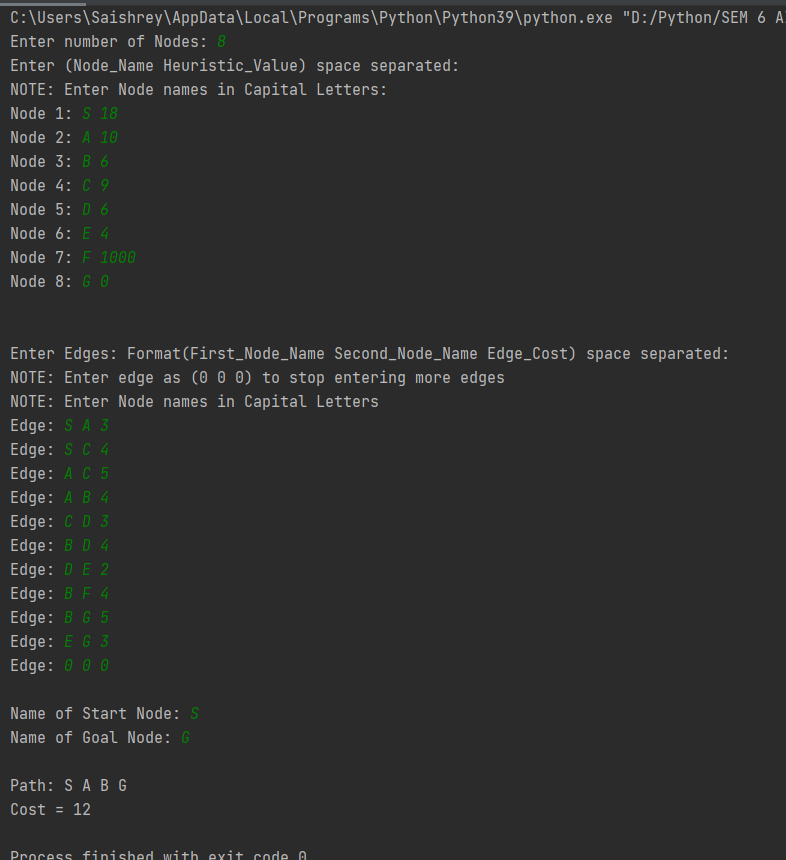 C:\Users\Saishrey\AppData\Local\Programs\Python\Python39\python.exe "D:/Python/SEM 6 A
Enter number of Nodes: 8
Enter (Node_Name Heuristic_Value) space separated:
NOTE: Enter Node names in Capital Letters:
Node 1: S 18
Node 2: A 10
Node 3: B 6
Node 4: C 9
Node 5: D 6
Node 6: E 4
Node 7: F 1000
Node 8: G 0
Enter Edges: Format(First_Node_Name Second_Node_Name Edge_Cost) space separated:
NOTE: Enter edge as (0 0 0) to stop entering more edges
NOTE: Enter Node names in Capital Letters
Edge: S A 3
Edge: S C 4
Edge: A C 5
Edge: A B 4
Edge: C D 3
Edge: B D 4
Edge: D E 2
Edge: B F 4
Edge: B G 5
Edge: E G 3
Edge: 0 0 0
Name of Start Node: S
Name of Goal Node: G
Path: S A B G
Cost = 12
Process finished with exit code 0